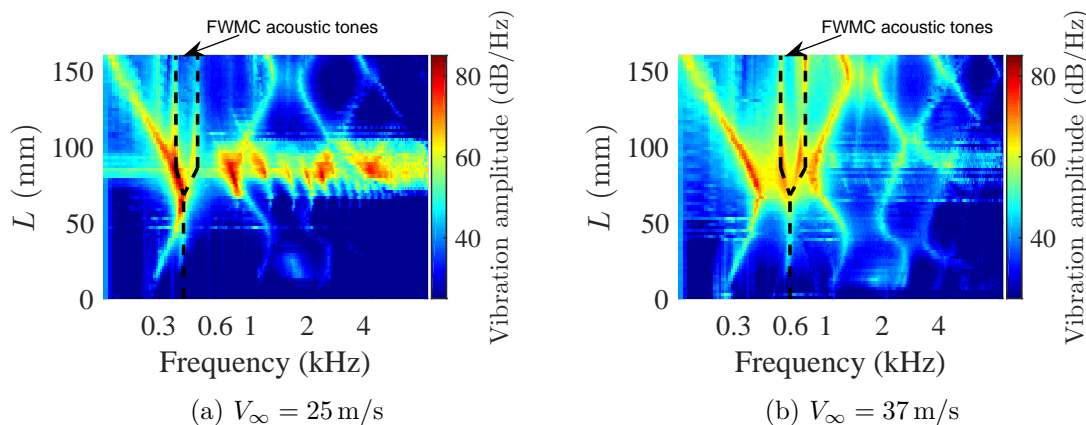 FWMC acoustic tones
150
100
50
0
L (mm)
0.3 0.6 1 2 4
Frequency (kHz)
80
60
40
Vibration amplitude (dB/Hz)
(a) V∞ = 25 m/s
FWMC acoustic tones
150
100
50
0
L (mm)
0.3 0.6 1 2 4
Frequency (kHz)
80
60
40
Vibration amplitude (dB/Hz)
(b) V∞ = 37 m/s